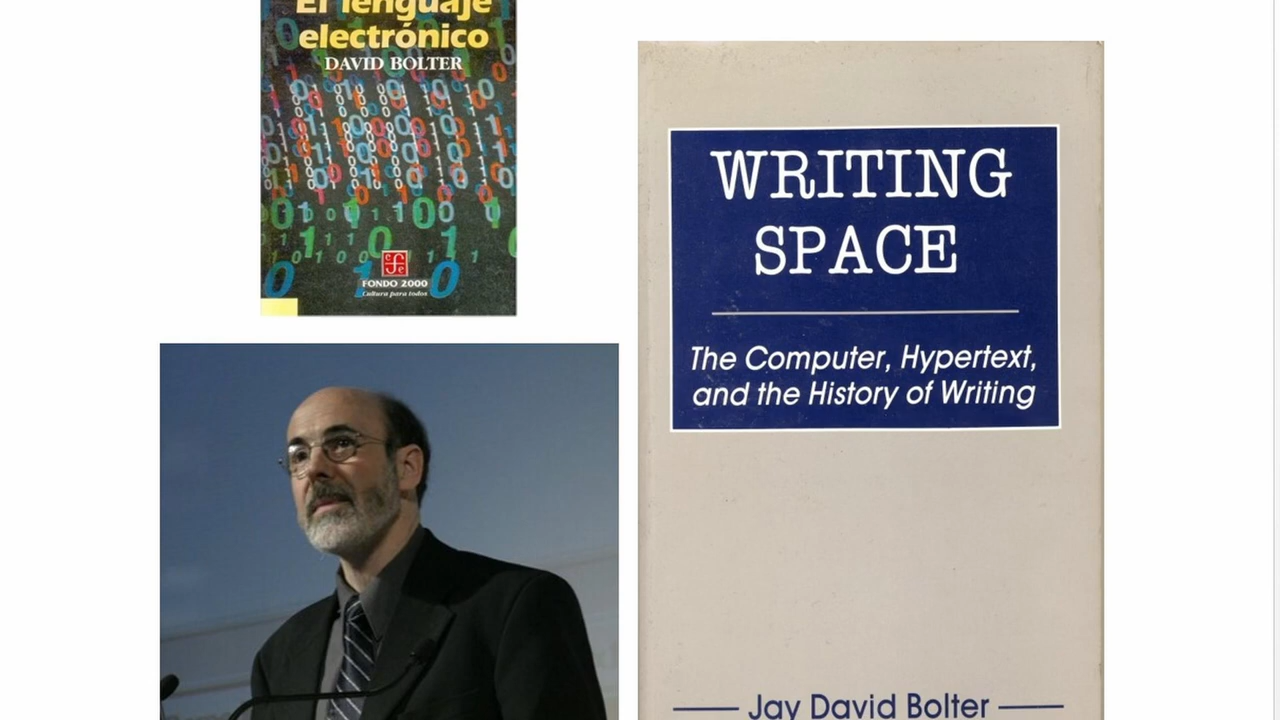 El lenguaje
electrónico
DAVID BOLTER
FONDO 2000
Cultura para todos
WRITING
SPACE
The Computer, Hypertext,
and the History of Writing
Jay David Bolter